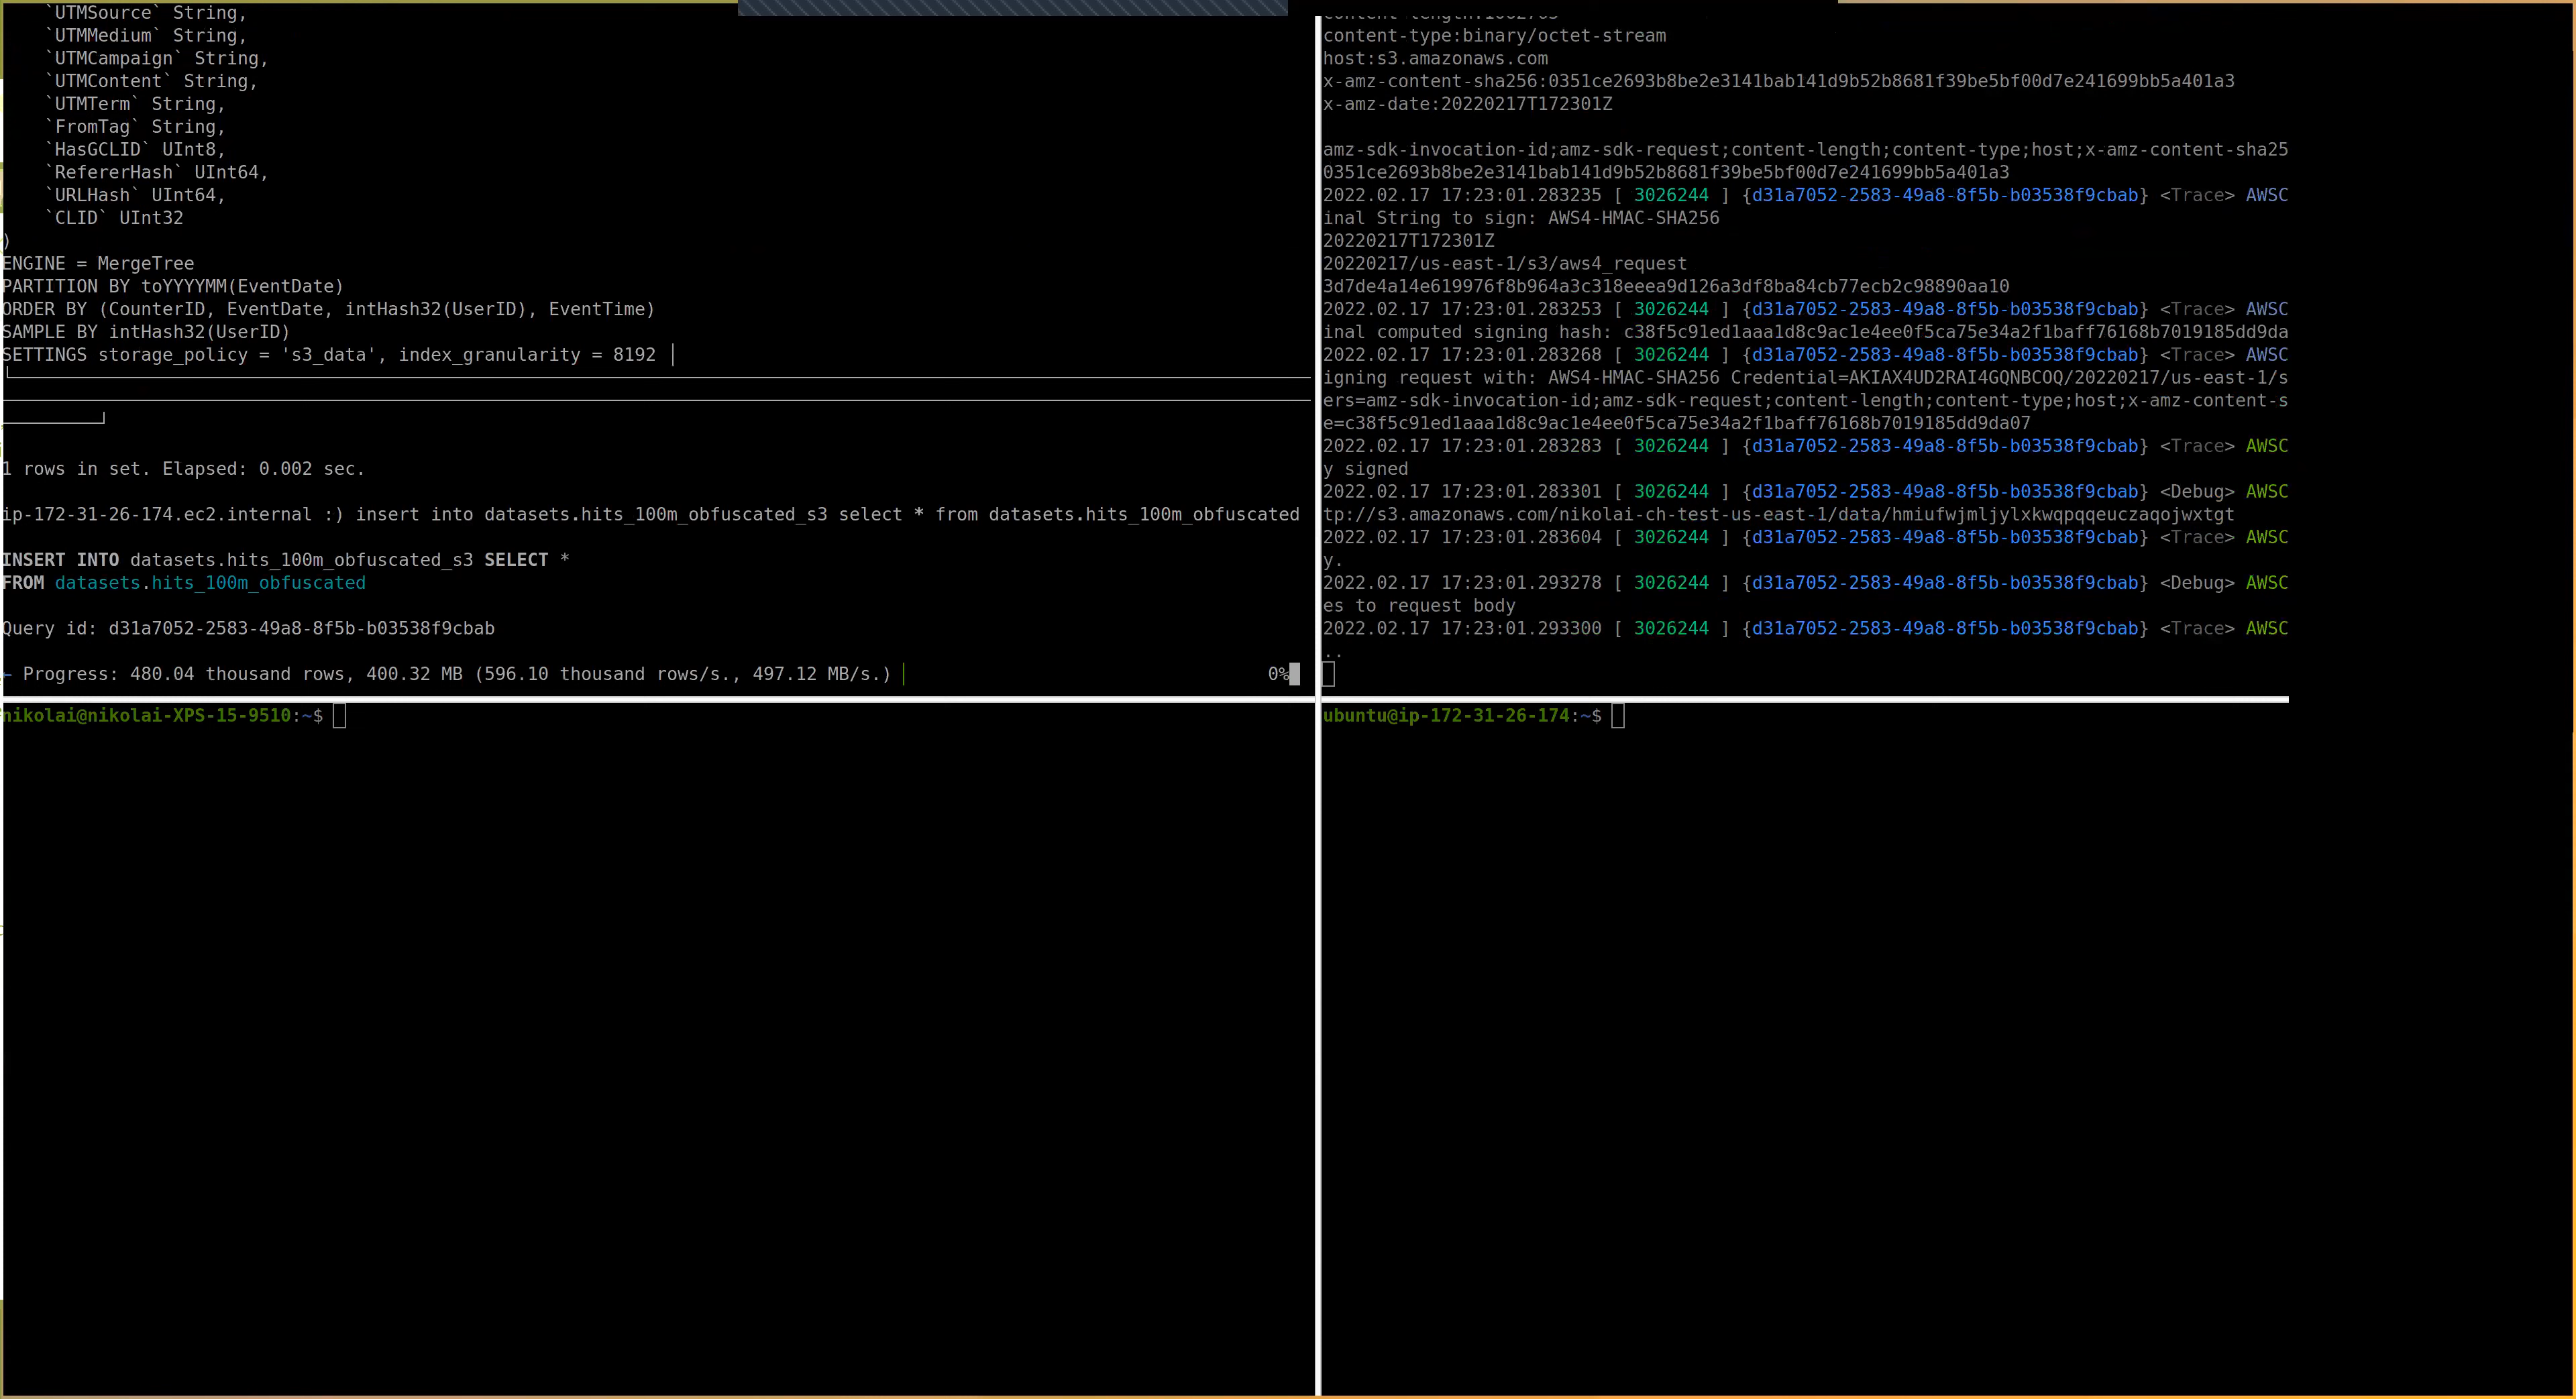 `UTMSource` String,
`UTMMedium` String,
`UTMCampaign` String,
`UTMContent` String,
`UTMTerm` String,
`FromTag` String,
`HasGCLID` UInt8,
`RefererHash` UInt64,
`URLHash` UInt64,
`CLID` UInt32
)
ENGINE = MergeTree
PARTITION BY toYYYYMM(EventDate)
ORDER BY (CounterID, EventDate, intHash32(UserID), EventTime)
SAMPLE BY intHash32(UserID)
SETTINGS storage_policy = 's3_data', index_granularity = 8192 │
1 rows in set. Elapsed: 0.002 sec.
ip-172-31-26-174.ec2.internal :) insert into datasets.hits_100m_obfuscated_s3 select * from datasets.hits_100m_obfuscated
INSERT INTO datasets.hits_100m_obfuscated_s3 SELECT *
FROM datasets.hits_100m_obfuscated
Query id: d31a7052-2583-49a8-8f5b-b03538f9cbab
Progress: 480.04 thousand rows, 400.32 MB (596.10 thousand rows/s., 497.12 MB/s.) 0%
content-type:binary/octet-stream
host:s3.amazonaws.com
x-amz-content-sha256:0351ce2693b8be2e3141bab141d9b52b8681f39be5bf00d7e241699bb5a401a3
x-amz-date:20220217T172301Z
amz-sdk-invocation-id;amz-sdk-request;content-length;content-type;host;x-amz-content-sha25
0351ce2693b8be2e3141bab141d9b52b8681f39be5bf00d7e241699bb5a401a3
2022.02.17 17:23:01.283235 [ 3026244 ] {d31a7052-2583-49a8-8f5b-b03538f9cbab} <Trace> AWSC
inal String to sign: AWS4-HMAC-SHA256
20220217T172301Z
20220217/us-east-1/s3/aws4_request
3d7de4a14e619976f8b964a3c318eeea9d126a3df8ba84cb77ecb2c98890aa10
2022.02.17 17:23:01.283253 [ 3026244 ] {d31a7052-2583-49a8-8f5b-b03538f9cbab} <Trace> AWSC
inal computed signing hash: c38f5c91ed1aaa1d8c9ac1e4ee0f5ca75e34a2f1baff76168b7019185dd9da
2022.02.17 17:23:01.283268 [ 3026244 ] {d31a7052-2583-49a8-8f5b-b03538f9cbab} <Trace> AWSC
igning request with: AWS4-HMAC-SHA256 Credential=AKIAX4UD2RAI4GQNBCOQ/20220217/us-east-1/s
ers=amz-sdk-invocation-id;amz-sdk-request;content-length;content-type;host;x-amz-content-s
e=c38f5c91ed1aaa1d8c9ac1e4ee0f5ca75e34a2f1baff76168b7019185dd9da07
2022.02.17 17:23:01.283283 [ 3026244 ] {d31a7052-2583-49a8-8f5b-b03538f9cbab} <Trace> AWSC
y signed
2022.02.17 17:23:01.283301 [ 3026244 ] {d31a7052-2583-49a8-8f5b-b03538f9cbab} <Debug> AWSC
tp://s3.amazonaws.com/nikolai-ch-test-us-east-1/data/hmiufwjmljylxkwqpqqeuczaqojwxtgt
2022.02.17 17:23:01.283604 [ 3026244 ] {d31a7052-2583-49a8-8f5b-b03538f9cbab} <Trace> AWSC
y.
2022.02.17 17:23:01.293278 [ 3026244 ] {d31a7052-2583-49a8-8f5b-b03538f9cbab} <Debug> AWSC
es to request body
2022.02.17 17:23:01.293300 [ 3026244 ] {d31a7052-2583-49a8-8f5b-b03538f9cbab} <Trace> AWSC
..
nikolai@nikolai-XPS-15-9510:~$
ubuntu@ip-172-31-26-174:~$